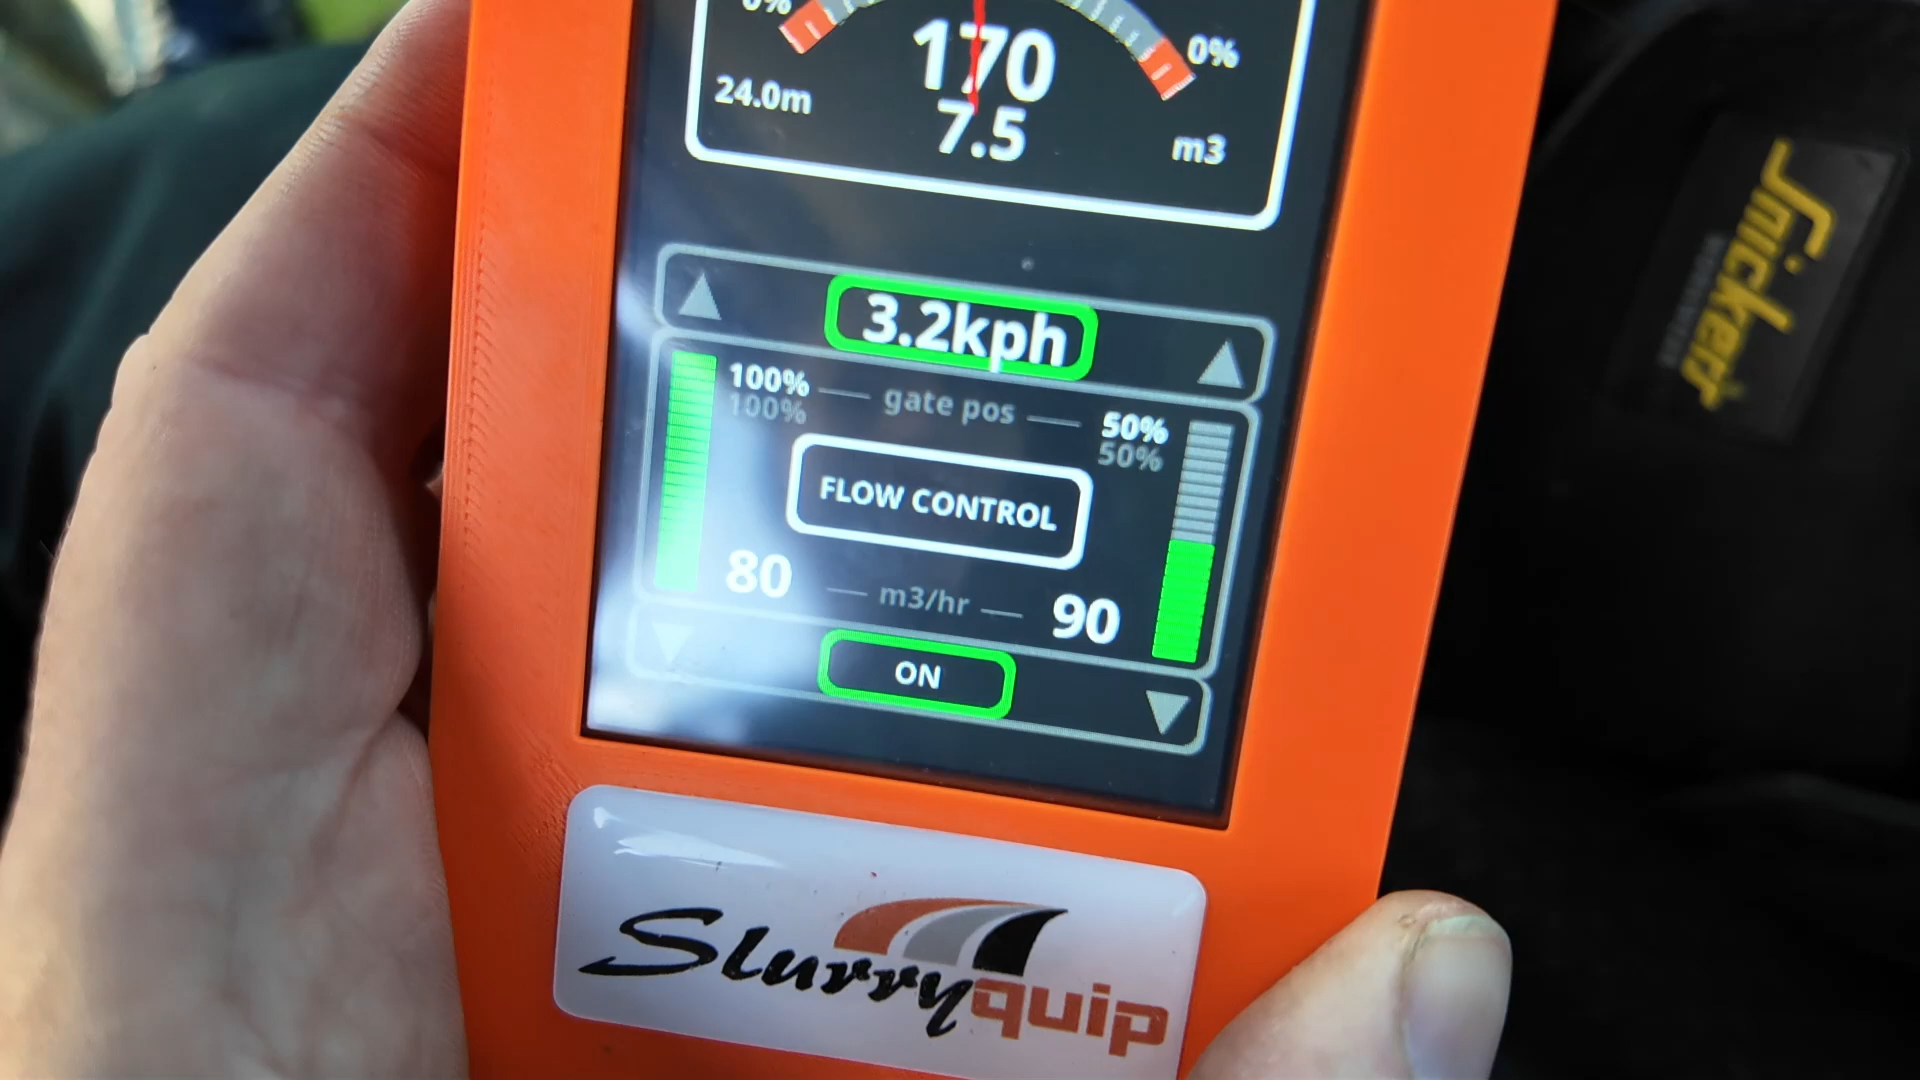 0%
0%
170
24.0m
7.5
m3
3.2kph
100%
gate pos
50%
100%
50%
FLOW CONTROL
80
m3/hr
90
ON
Slurryquip
Snickers